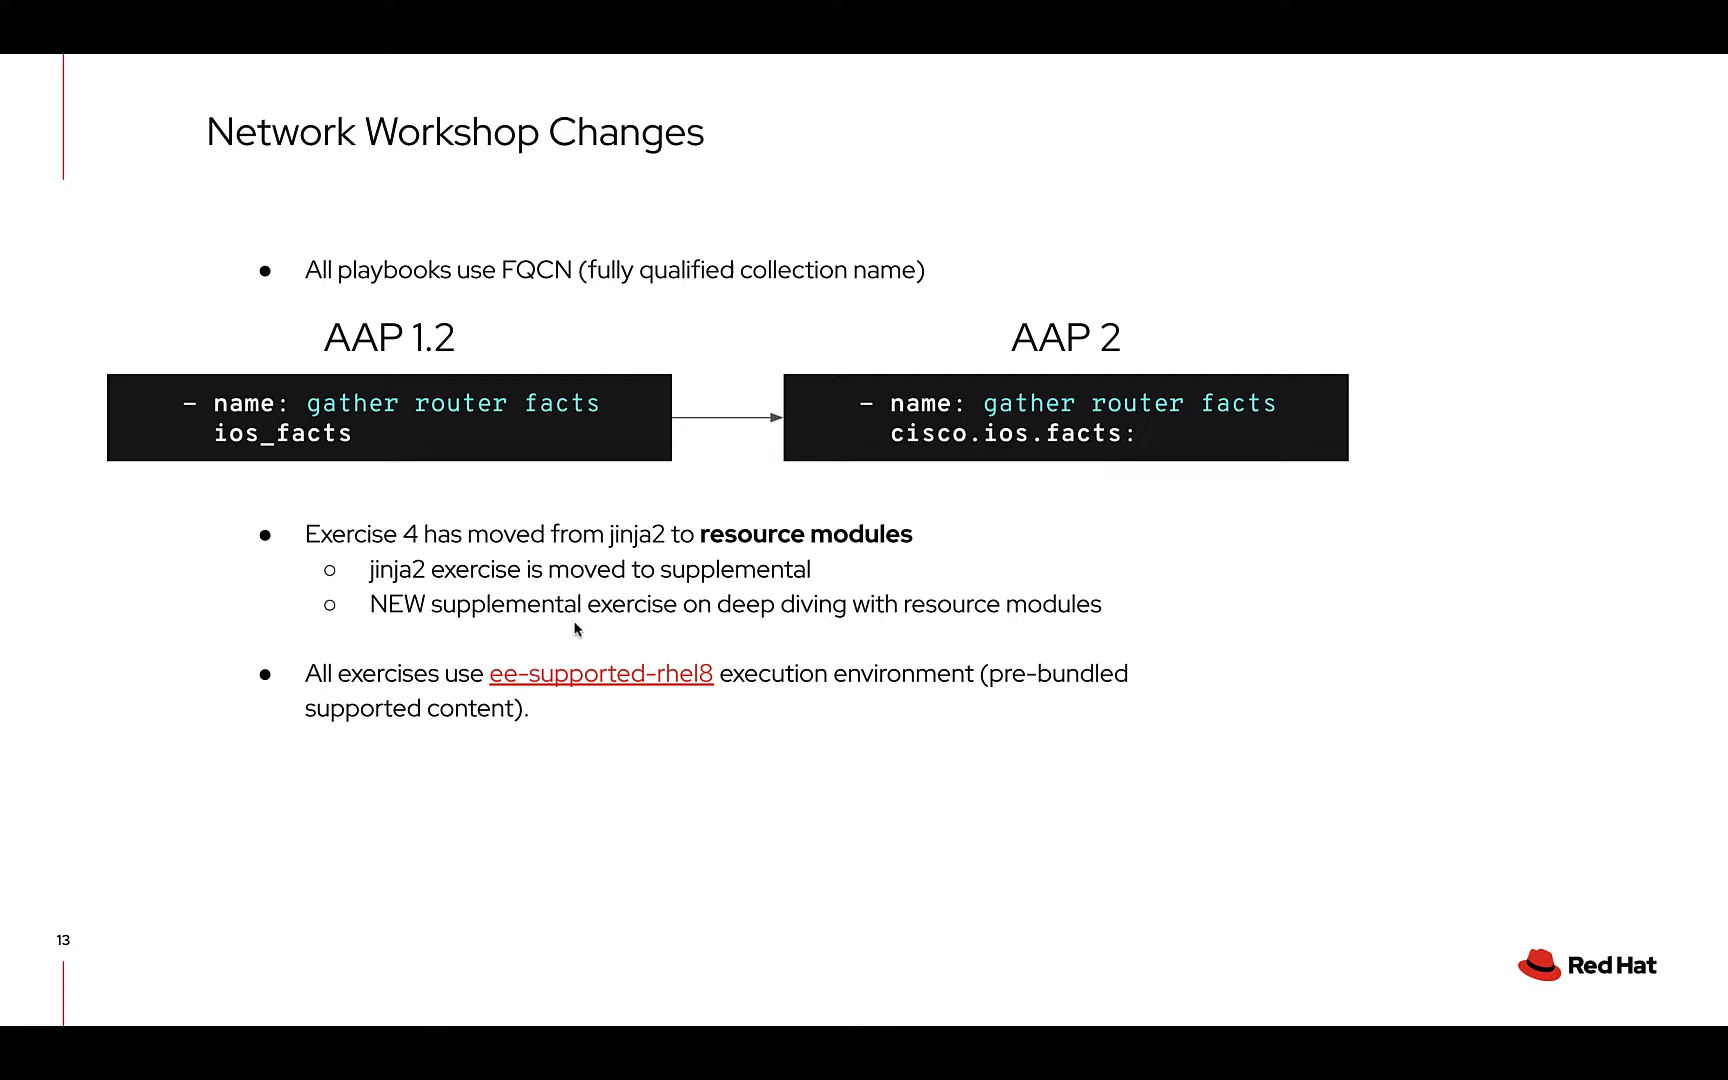 Network Workshop Changes
● All playbooks use FQCN (fully qualified collection name)
AAP 1.2
AAP 2
- name: gather router facts
ios_facts
- name: gather router facts
cisco.ios.facts:
● Exercise 4 has moved from jinja2 to resource modules
○ jinja2 exercise is moved to supplemental
○ NEW supplemental exercise on deep diving with resource modules
● All exercises use ee-supported-rhel8 execution environment (pre-bundled
supported content).
13
Red Hat